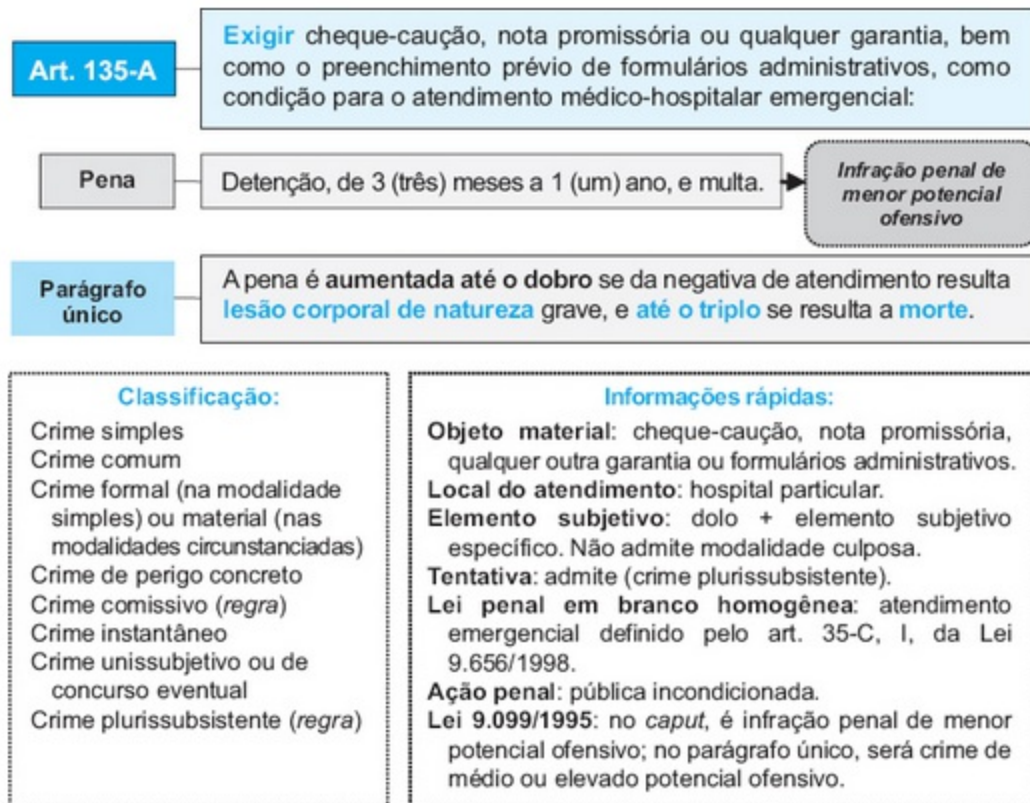 Art. 135-A
Exigir cheque-caução, nota promissória ou qualquer garantia, bem
como o preenchimento prévio de formulários administrativos, como
condição para o atendimento médico-hospitalar emergencial:
Pena
Detenção, de 3 (três) meses a 1 (um) ano, e multa.
Infração penal de
menor potencial
ofensivo
Parágrafo
único
A pena é aumentada até o dobro se da negativa de atendimento resulta
lesão corporal de natureza grave, e até o triplo se resulta a morte.
Classificação:
Crime simples
Crime comum
Crime formal (na modalidade
simples) ou material (nas
modalidades circunstanciadas)
Crime de perigo concreto
Crime comissivo (regra)
Crime instantâneo
Crime unissubjetivo ou de
concurso eventual
Crime plurissubsistente (regra)
Informações rápidas:
Objeto material: cheque-caução, nota promissória,
qualquer outra garantia ou formulários administrativos.
Local do atendimento: hospital particular.
Elemento subjetivo: dolo + elemento subjetivo
específico. Não admite modalidade culposa.
Tentativa: admite (crime plurissubsistente).
Lei penal em branco homogênea: atendimento
emergencial definido pelo art. 35-C, I, da Lei
9.656/1998.
Ação penal: pública incondicionada.
Lei 9.099/1995: no caput, é infração penal de menor
potencial ofensivo; no parágrafo único, será crime de
médio ou elevado potencial ofensivo.